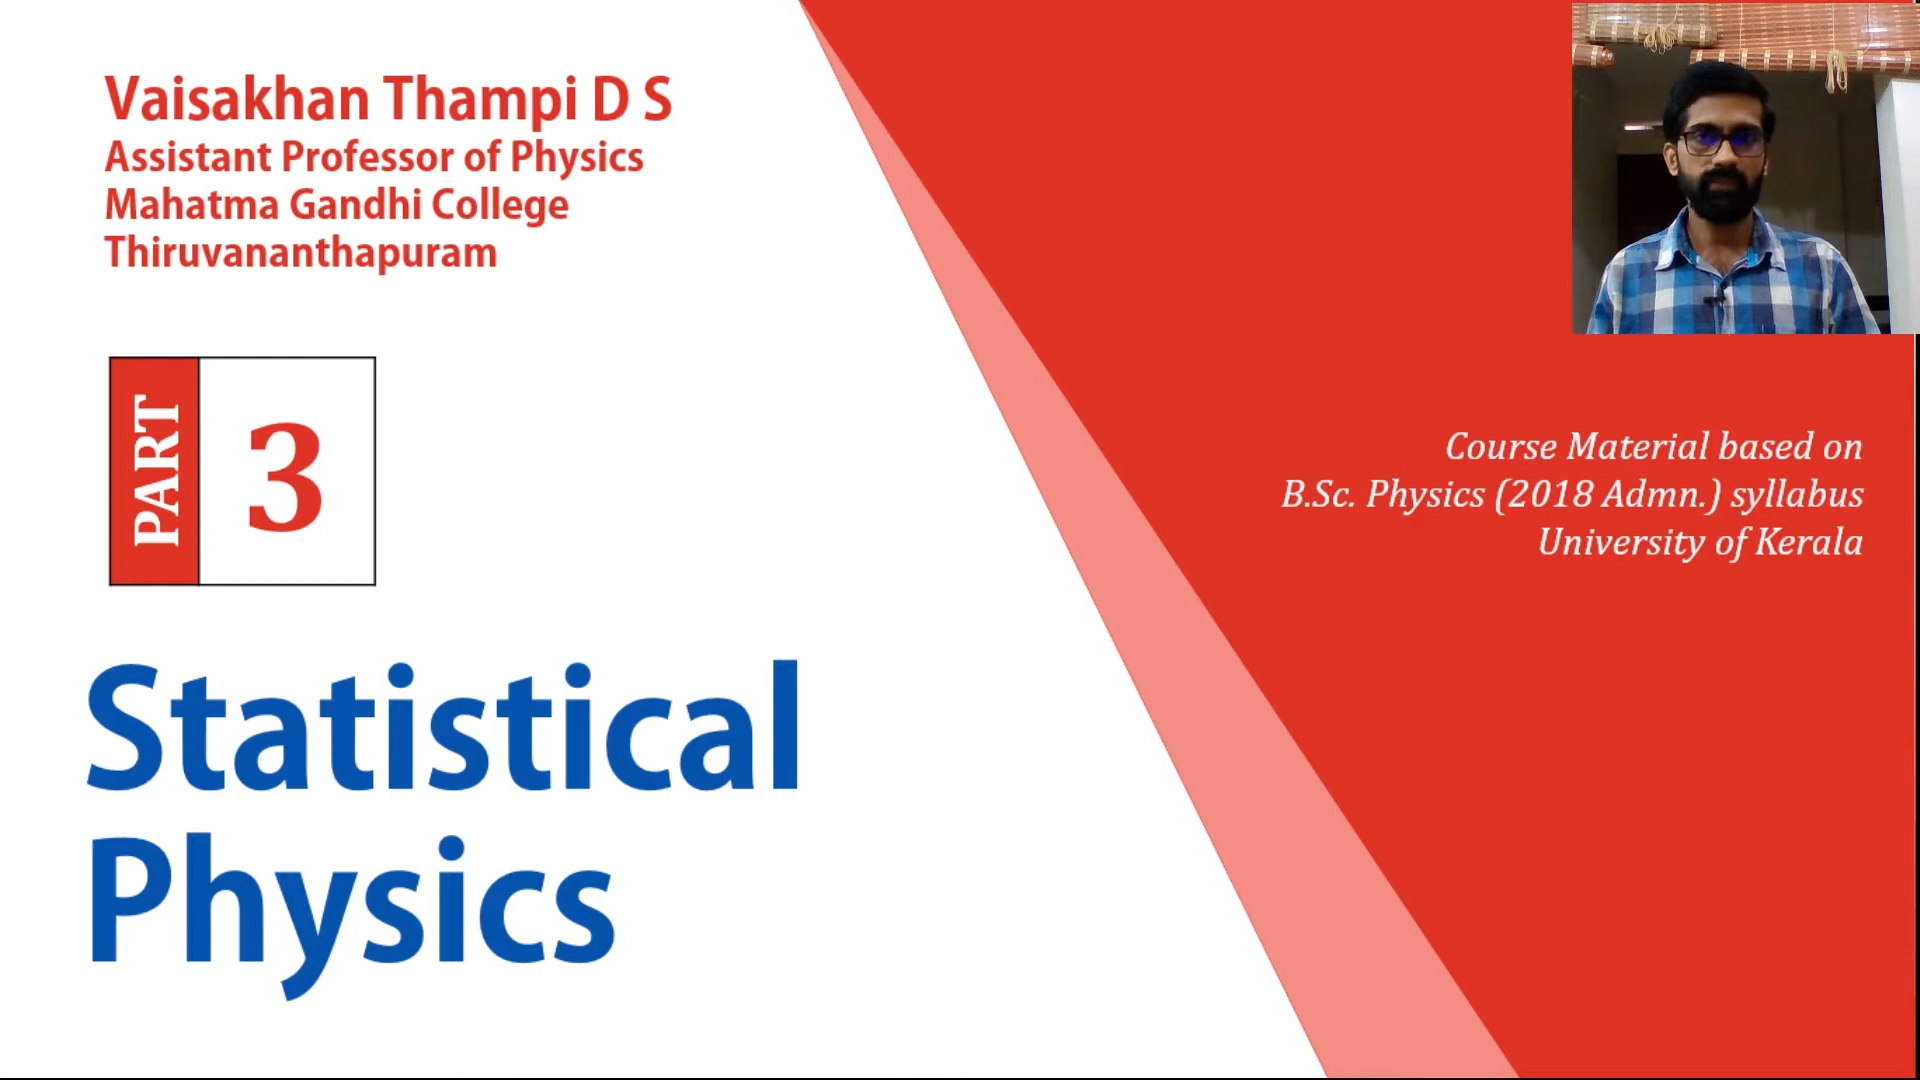 Vaisakhan Thampi D S
Assistant Professor of Physics
Mahatma Gandhi College
Thiruvananthapuram
PART
3
Statistical
Physics
Course Material based on
B.Sc. Physics (2018 Admn.) syllabus
University of Kerala